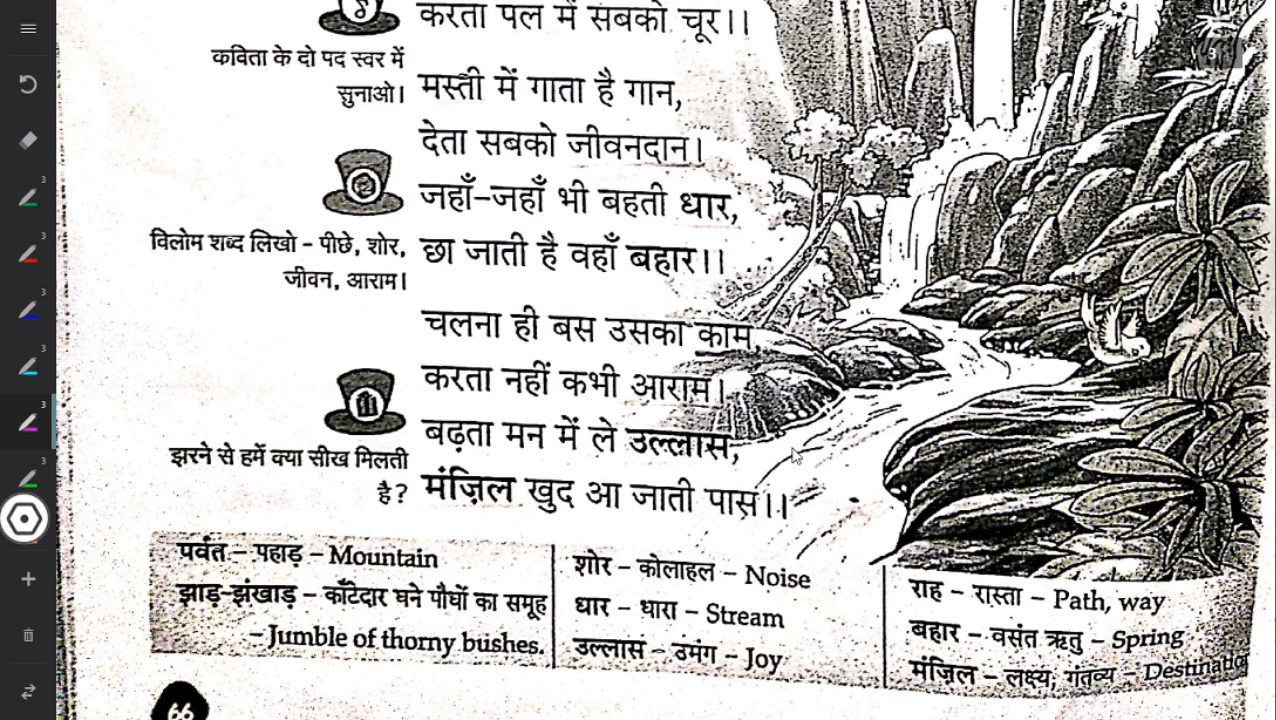 करता पल में सबको चूर।।
कविता के दो पद स्वर में
सुनाओ।
मस्ती में गाता है गान,
देता सबको जीवनदान।
जहाँ-जहाँ भी बहती धार,
विलोम शब्द लिखो - पीछे, शोर,
जीवन, आराम।
छा जाती है वहाँ बहार।।
चलना ही बस उसका काम,
करता नहीं कभी आराम।
बढ़ता मन में ले उल्लास,
झरने से हमें क्या सीख मिलती
है?
मंज़िल खुद आ जाती पास।।
पर्वत – पहाड़ – Mountain
झाड़-झंखाड़ – काँटेदार घने पौधों का समूह
– Jumble of thorny bushes.
शोर – कोलाहल – Noise
धार – धारा – Stream
उल्लास – उमंग – Joy
राह – रास्ता – Path, way
बहार – वसंत ऋतु – Spring
मंज़िल – लक्ष्य, गंतव्य – Destination
66